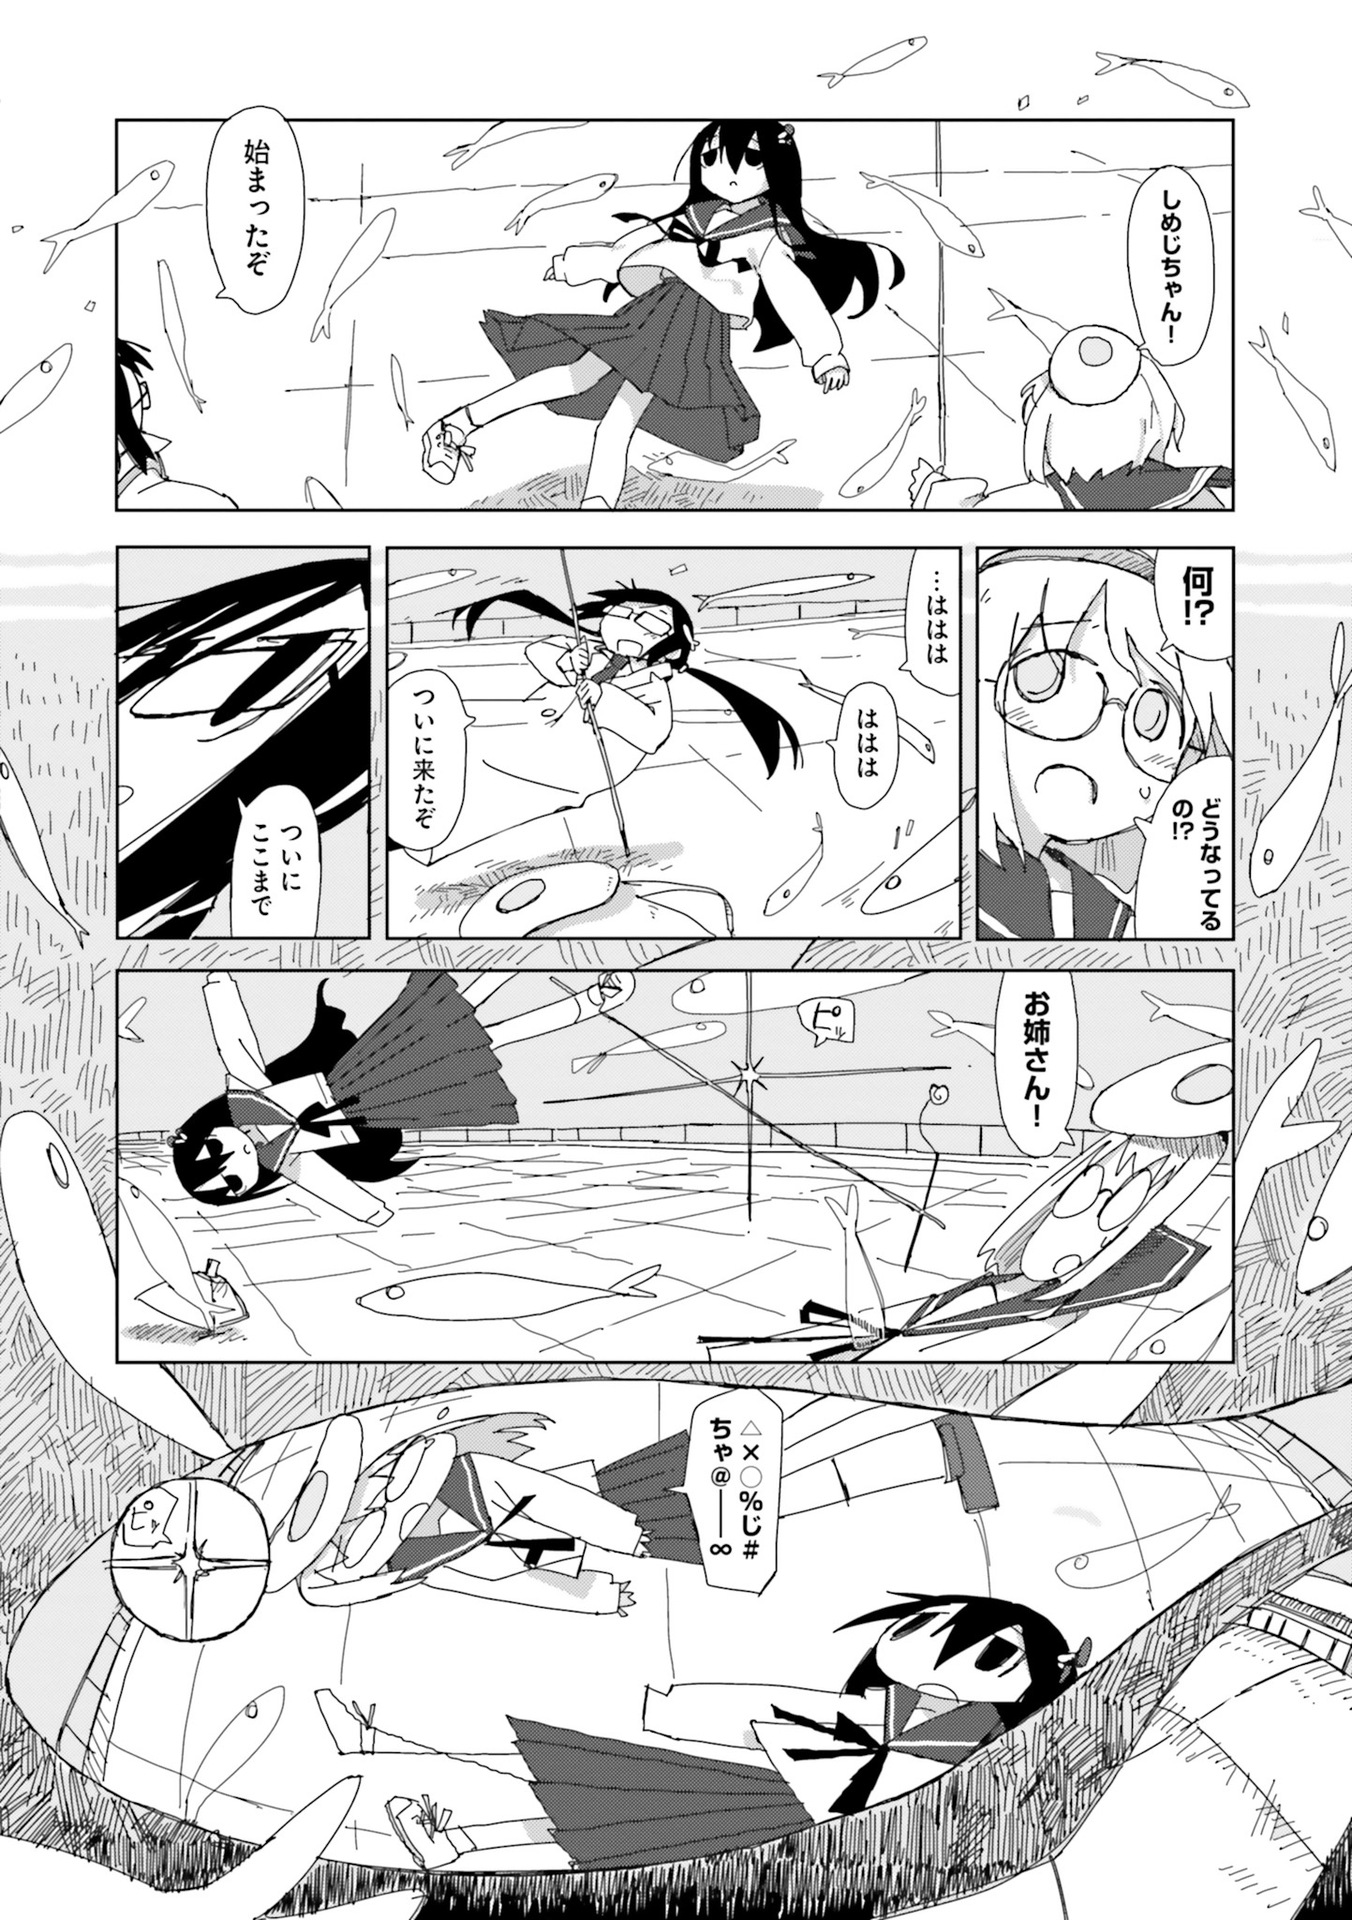 しめじちゃん!
始まったぞ
何!?
どうなってる
の!?
…ははは
ははは
ついに来たぞ
ついに
ここまで
お姉さん!
ピ
△×○%じ#
ちゃ@──∞
ピ